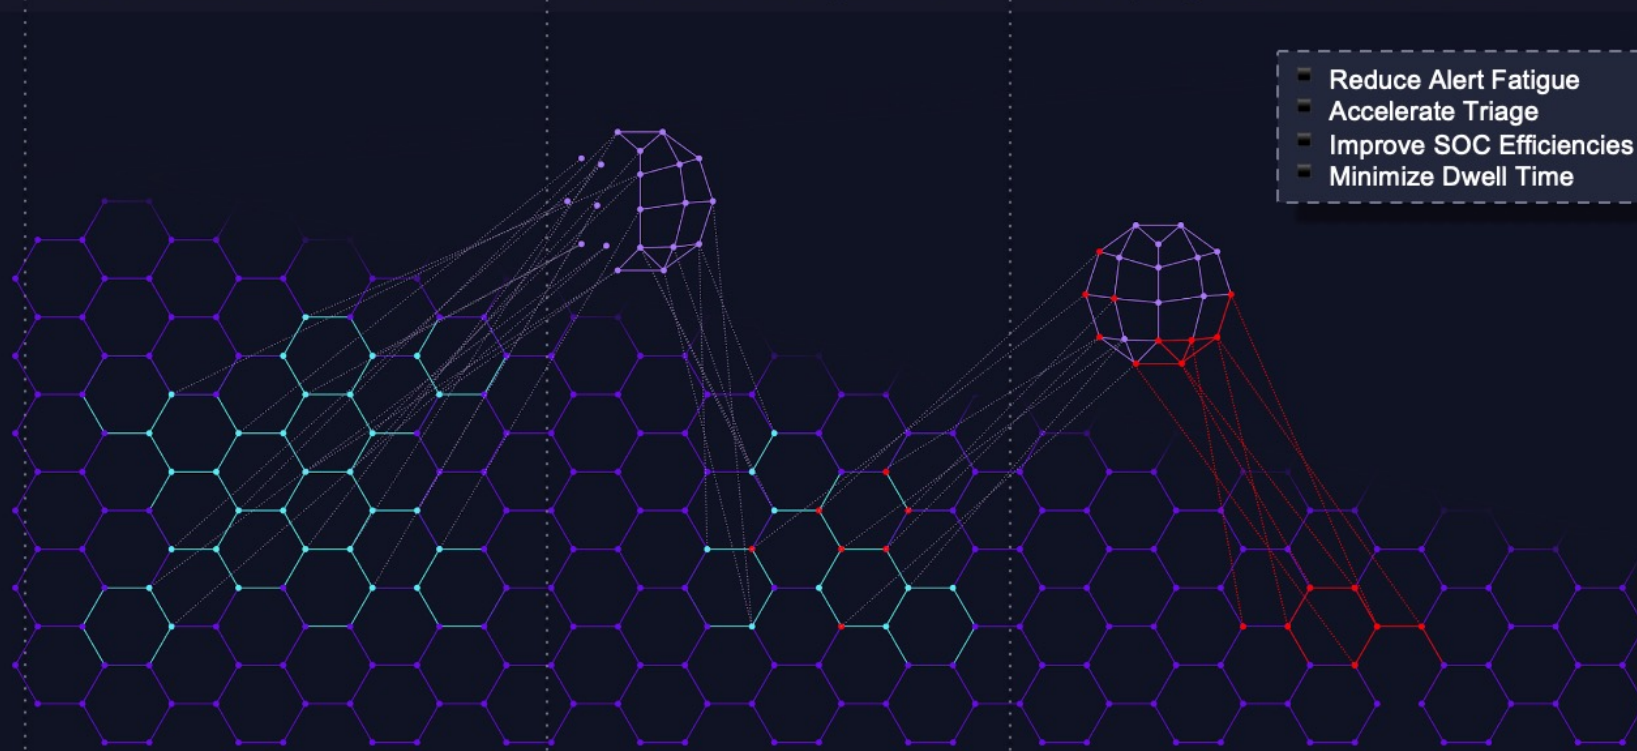 Reduce Alert Fatigue
Accelerate Triage
Improve SOC Efficiencies
Minimize Dwell Time